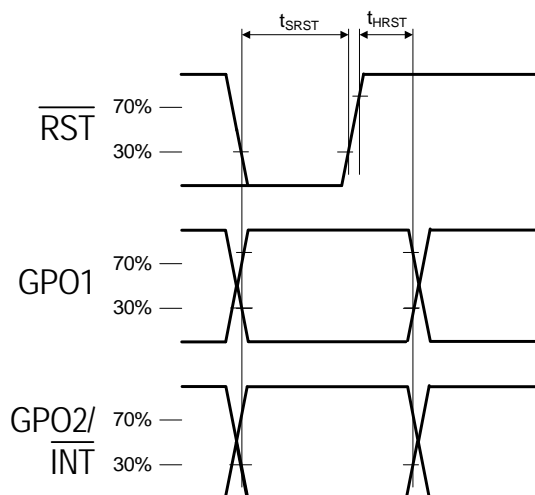 tSRST
tHRST
RST
70%
30%
GPO1
70%
30%
GPO2/
INT
70%
30%